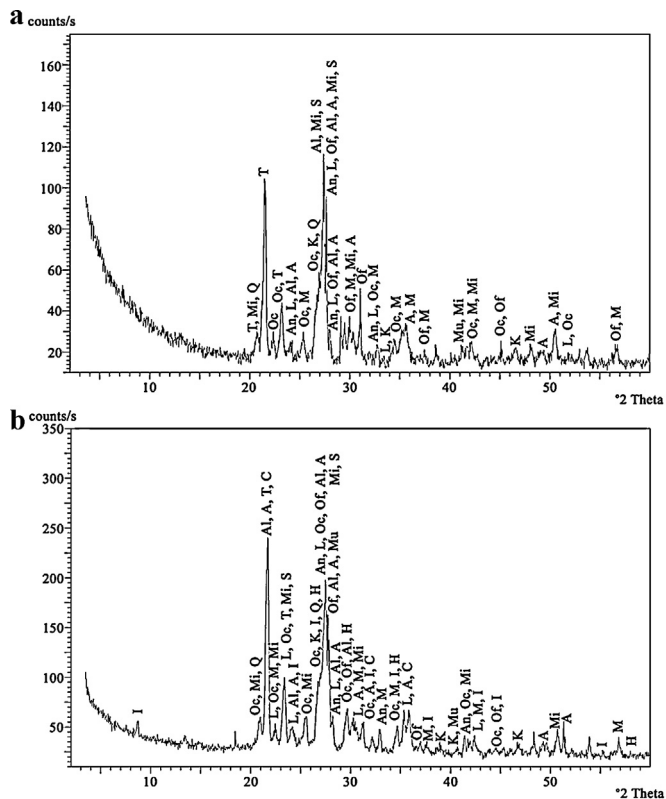 a counts/s
160
140
120
100
80
60
40
20
T, Mi, Q
T
Oc
Oc, T
An, L, Al, A
Oc, M
Oc, K, Q
Al, Mi, S
An, L, Of, Al, A, Mi, S
An, L, Of, Al, A
Of, M, Mi, A
Of
An, L, Oc, M
L, K
Oc, M
A, M
Of, M
Mu, Mi
Oc, M, Mi
Oc, Of
K
Mi
A
A, Mi
L, Oc
Of, M
10 20 30 40 50
°2 Theta
b counts/s
350
300
250
200
150
100
50
I
Oc, Mi, Q
Al, A, T, C
L, Oc, M, Mi
L, Oc, T, Mi, S
L, Al, A, I
Oc, Mi
Oc, K, I, Q, H
An, L, Oc, Of, Al, A
Mi, S
Of, Al, A, Mu
An, L, Al, A
Oc, Of, Al, H
L, A, M, Mi
Oc, A, I, C
An, M
Oc, M, I, H
L, A, C
Of
M, I
K
K, Mu
An, Oc, Mi
L, M, I
Oc, Of, I
K
A
Mi
A
I
M
H
10 20 30 40 50
°2 Theta